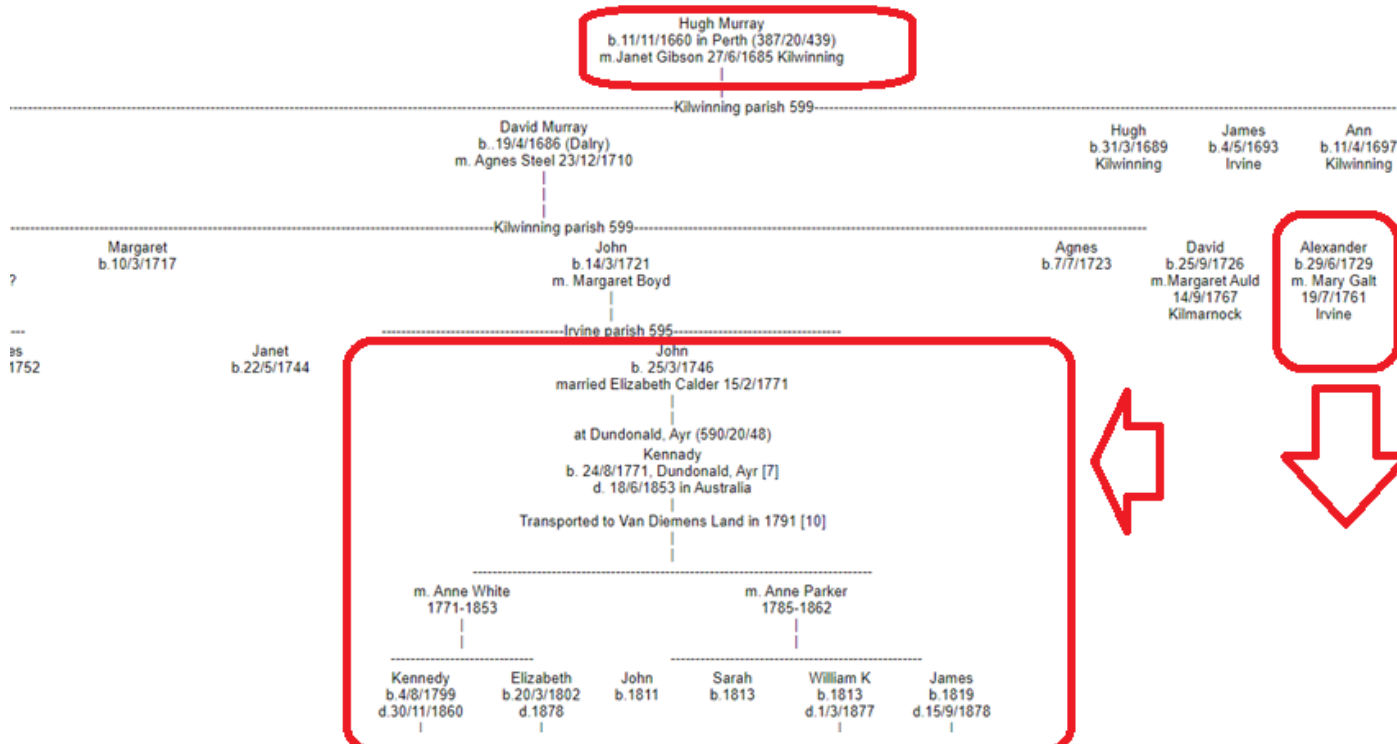 Hugh Murray
b.11/11/1660 in Perth (387/20/439)
m.Janet Gibson 27/6/1685 Kilwinning
Kilwinning parish 599
David Murray
b..19/4/1686 (Dalry)
m. Agnes Steel 23/12/1710
Hugh
b.31/3/1689
Kilwinning
James
b.4/5/1693
Irvine
Ann
b.11/4/1697
Kilwinning
Kilwinning parish 599
?
Margaret
b.10/3/1717
John
b.14/3/1721
m. Margaret Boyd
Agnes
b.7/7/1723
David
b.25/9/1726
m.Margaret Auld
14/9/1767
Kilmarnock
Alexander
b.29/6/1729
m. Mary Galt
19/7/1761
Irvine
Irvine parish 595
es
1752
Janet
b.22/5/1744
John
b. 25/3/1746
married Elizabeth Calder 15/2/1771
at Dundonald, Ayr (590/20/48)
Kennady
b. 24/8/1771, Dundonald, Ayr [7]
d. 18/6/1853 in Australia
Transported to Van Diemens Land in 1791 [10]
m. Anne White
1771-1853
m. Anne Parker
1785-1862
Kennedy
b.4/8/1799
d.30/11/1860
Elizabeth
b.20/3/1802
d.1878
John
b.1811
Sarah
b.1813
William K
b.1813
d.1/3/1877
James
b.1819
d.15/9/1878